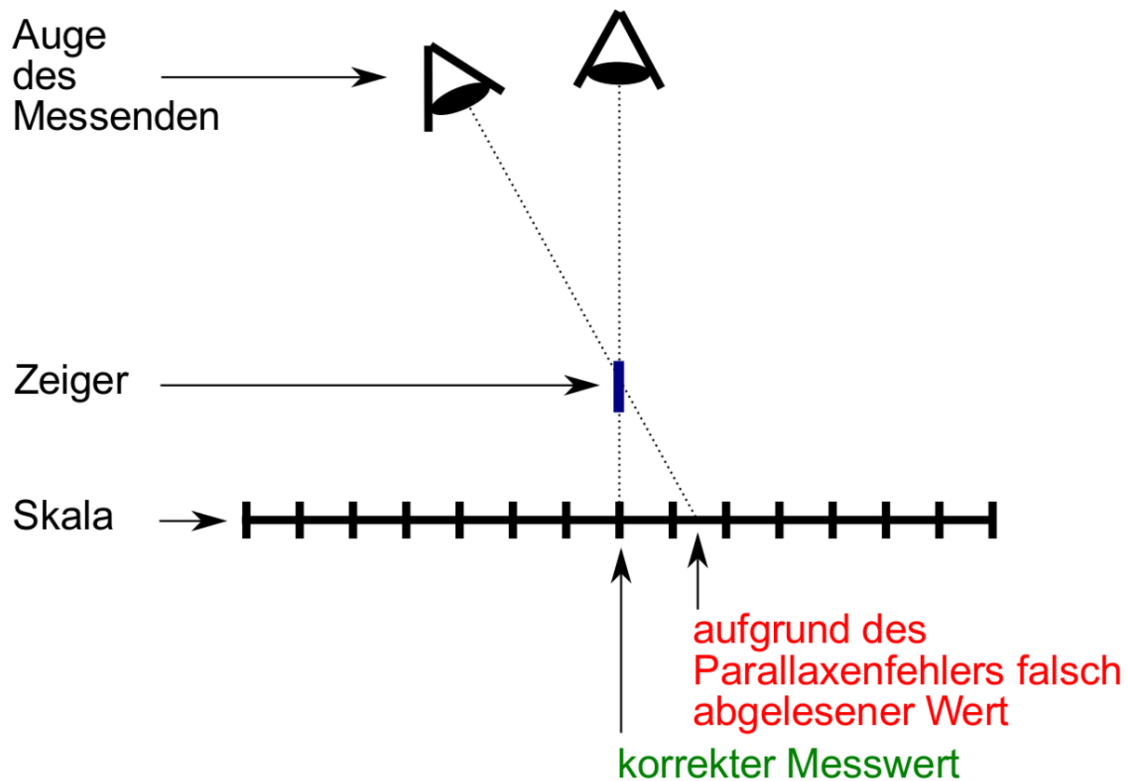 Auge
des
Messenden
Zeiger
Skala
aufgrund des
Parallaxenfehlers falsch
abgelesener Wert
korrekter Messwert